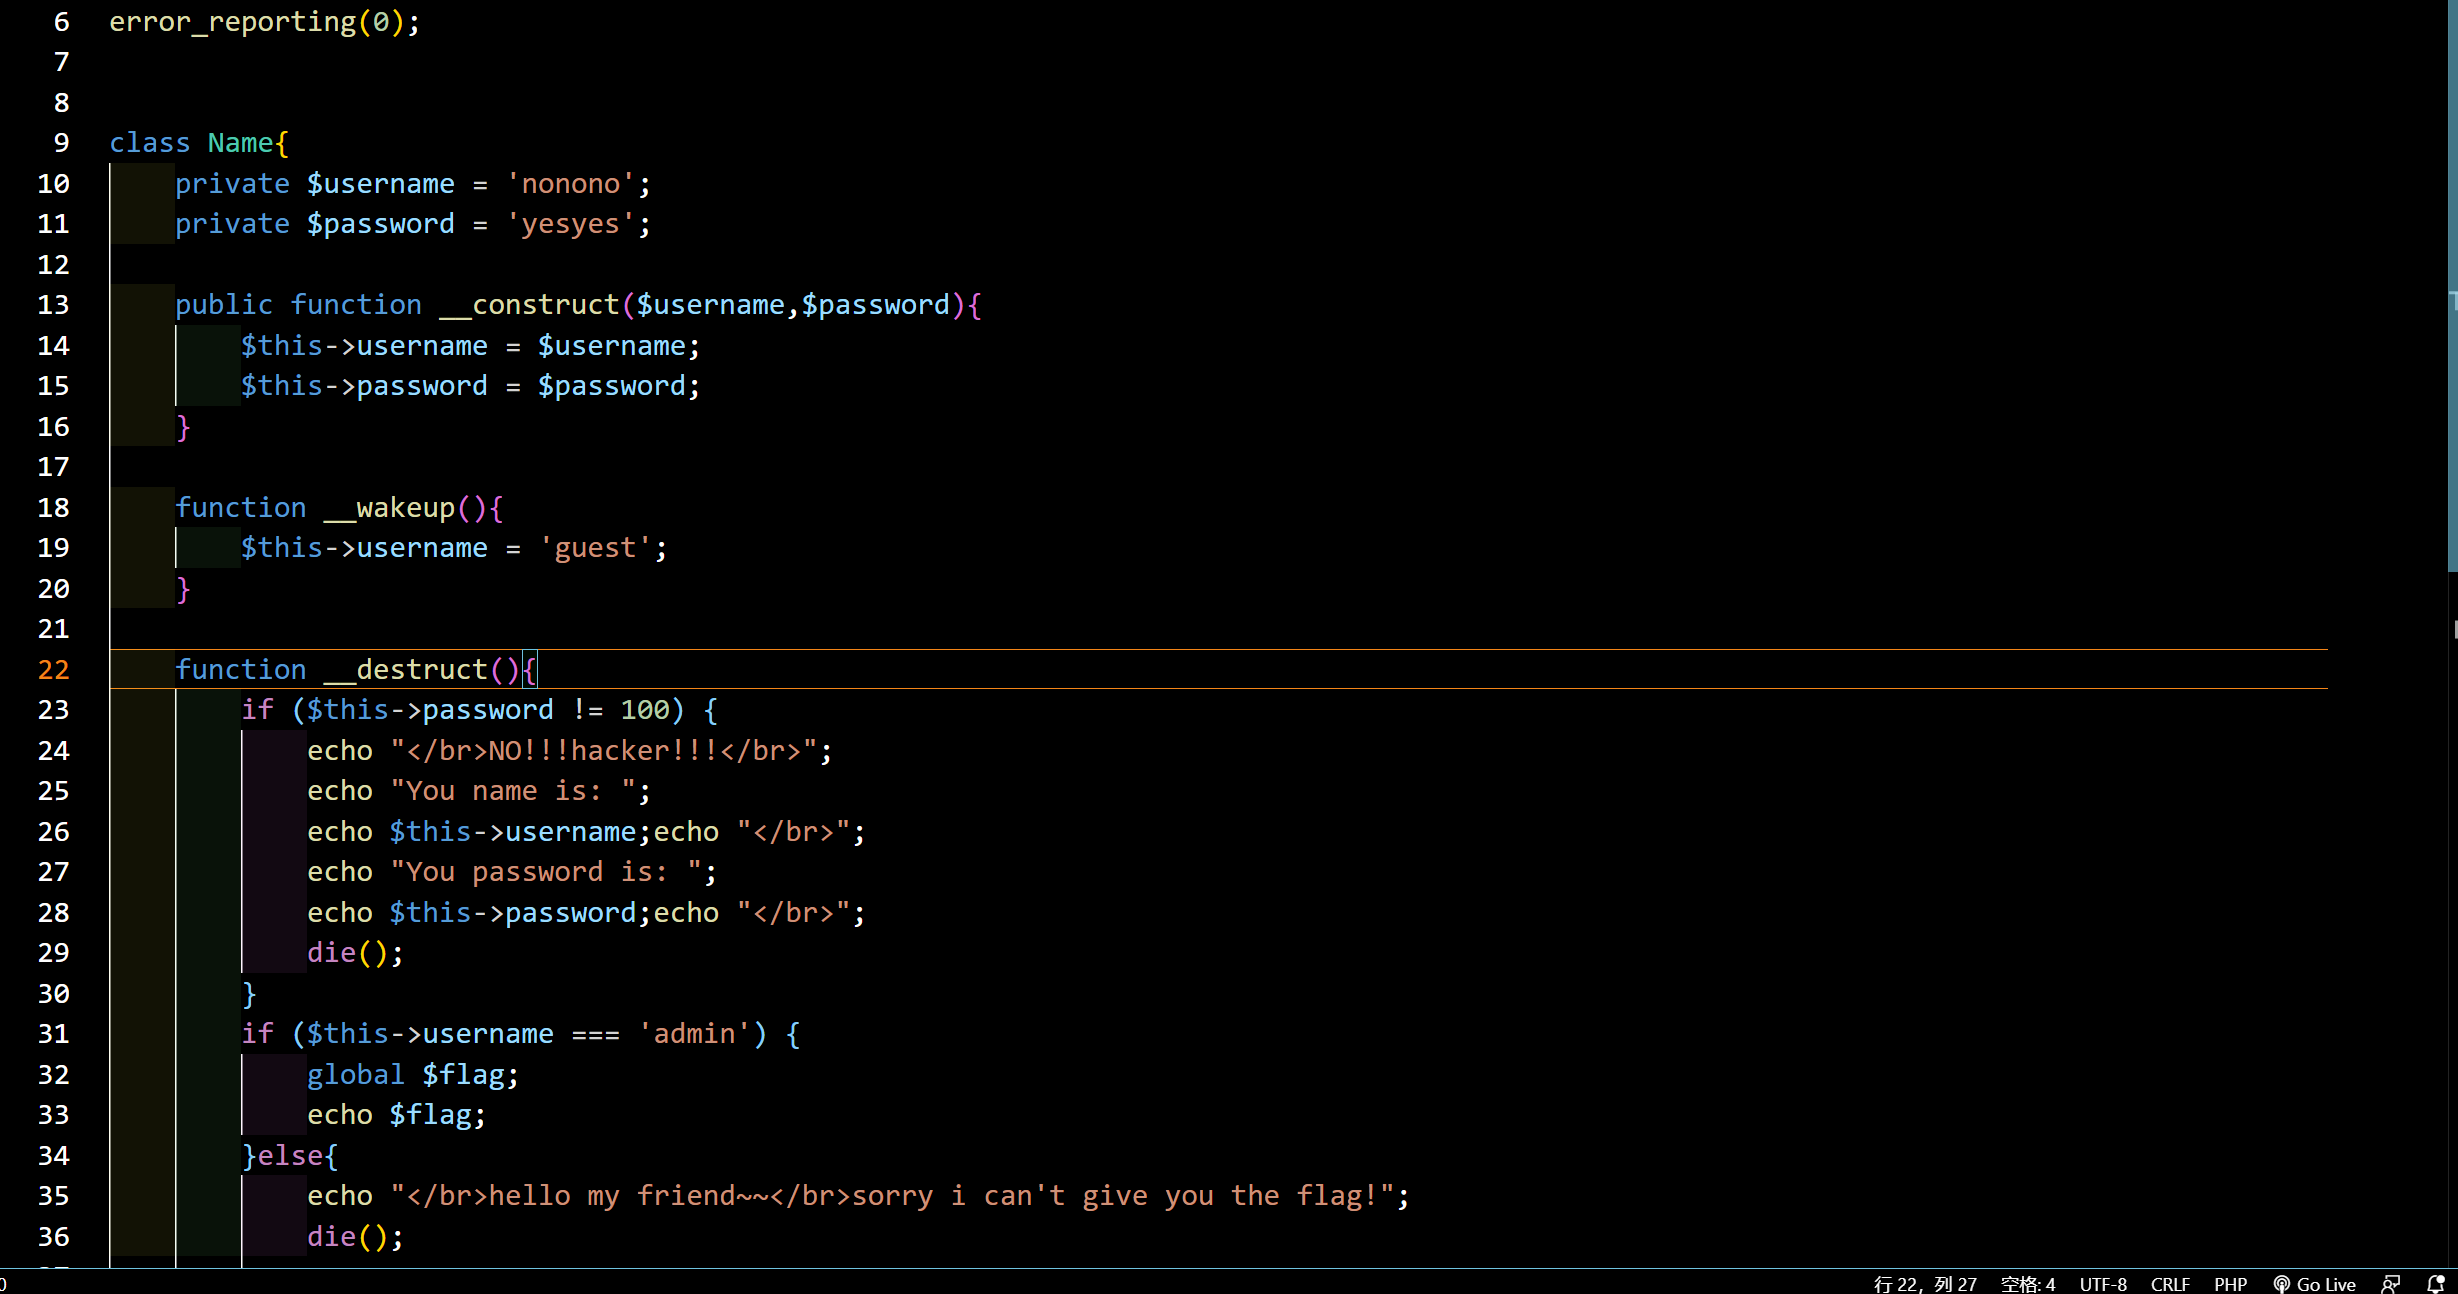 6 error_reporting(0);
7
8
9 class Name{
10 private $username = 'nonono';
11 private $password = 'yesyes';
12
13 public function __construct($username,$password){
14 $this->username = $username;
15 $this->password = $password;
16 }
17
18 function __wakeup(){
19 $this->username = 'guest';
20 }
21
22 function __destruct(){
23 if ($this->password != 100) {
24 echo "</br>NO!!!hacker!!!</br>";
25 echo "You name is: ";
26 echo $this->username;echo "</br>";
27 echo "You password is: ";
28 echo $this->password;echo "</br>";
29 die();
30 }
31 if ($this->username === 'admin') {
32 global $flag;
33 echo $flag;
34 }else{
35 echo "</br>hello my friend~~</br>sorry i can't give you the flag!";
36 die();
行 22，列 27 空格: 4 UTF-8 CRLF PHP Go Live